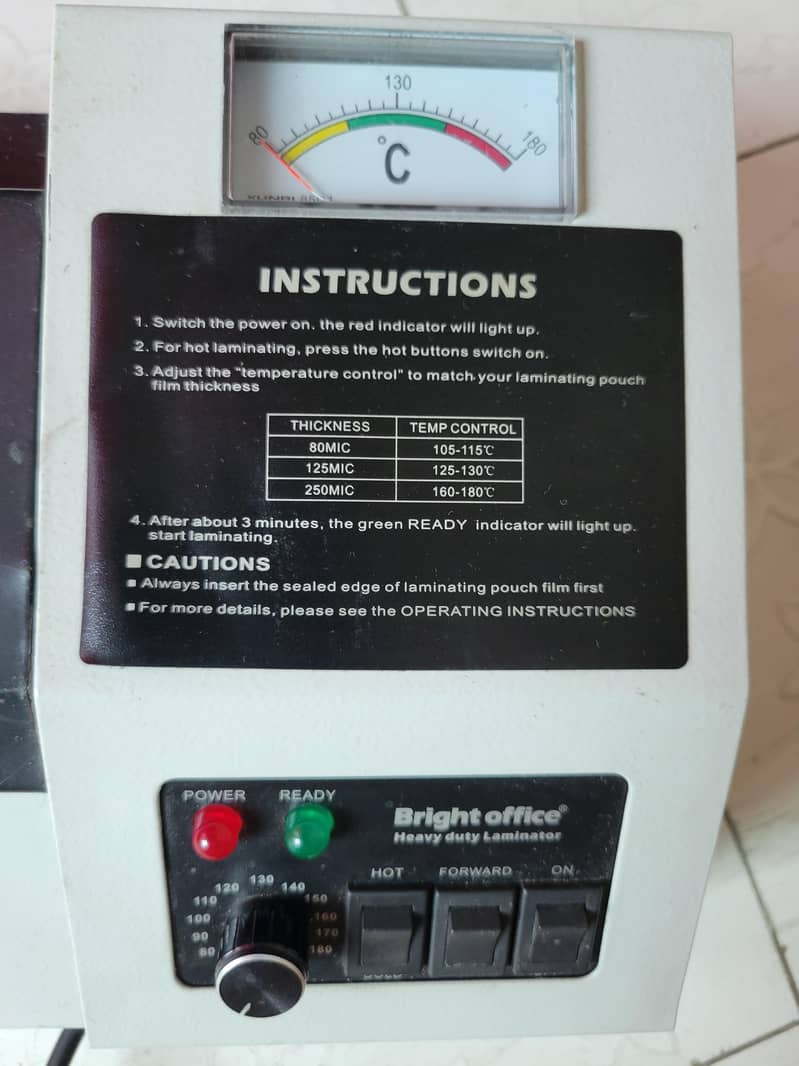 130
80
180
°C
INSTRUCTIONS
1. Switch the power on. the red indicator will light up.
2. For hot laminating, press the hot buttons switch on.
3. Adjust the "temperature control" to match your laminating pouch
film thickness
THICKNESS TEMP CONTROL
80MIC 105-115℃
125MIC 125-130℃
250MIC 160-180℃
4. After about 3 minutes, the green READY indicator will light up.
start laminating.
■ CAUTIONS
▪ Always insert the sealed edge of laminating pouch film first
▪ For more details, please see the OPERATING INSTRUCTIONS
POWER READY
Bright office®
Heavy duty Laminator
HOT FORWARD ON
130
120 140
110 150
100 160
90 170
80 180